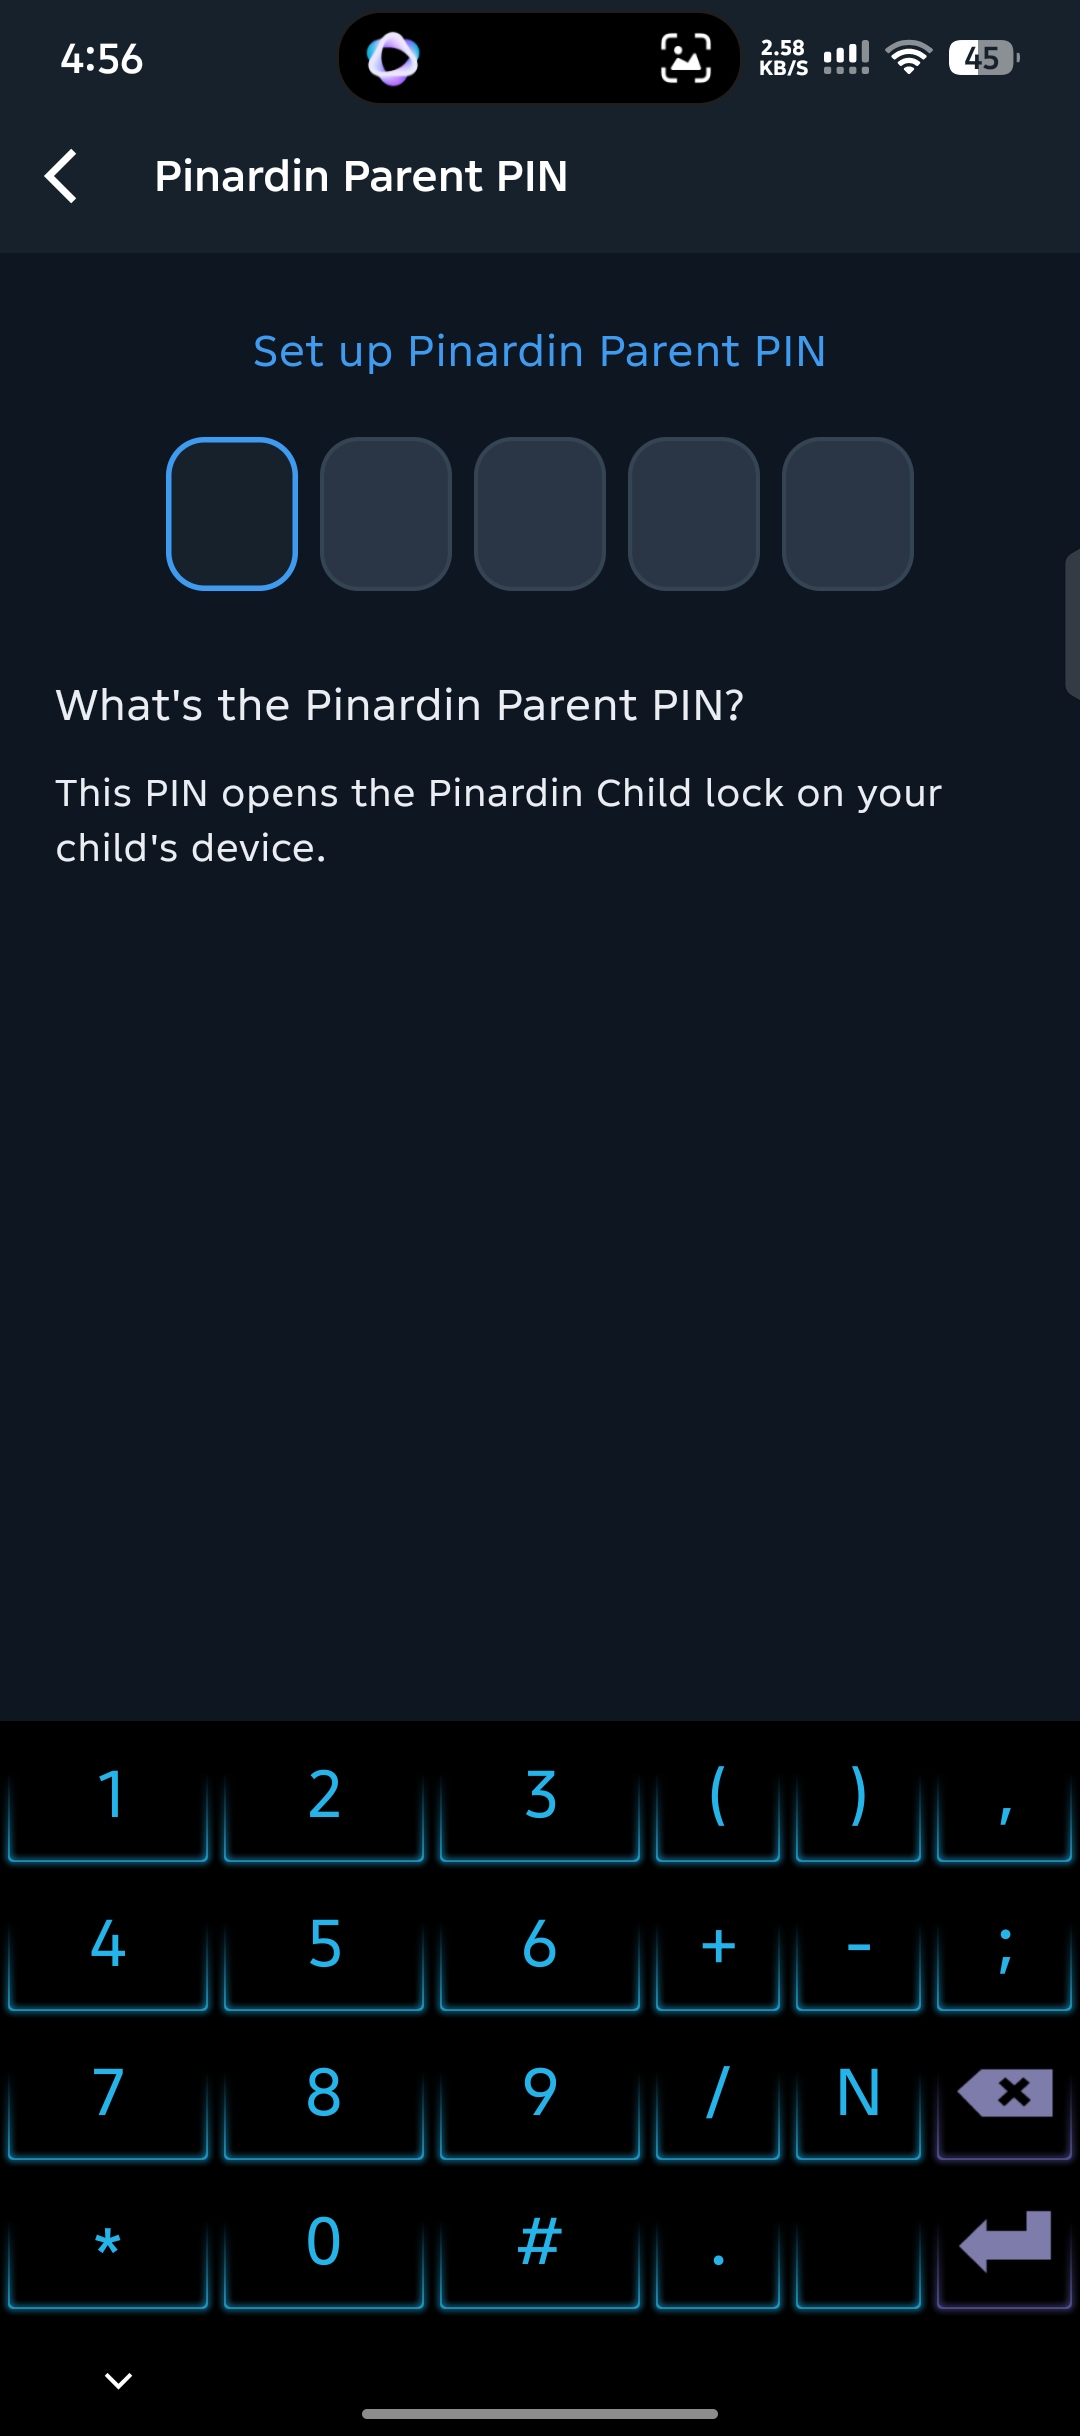 4:56
2.58
KB/S
45
Pinardin Parent PIN
Set up Pinardin Parent PIN
What's the Pinardin Parent PIN?
This PIN opens the Pinardin Child lock on your
child's device.
1 2 3 ( ) ,
4 5 6 + - ;
7 8 9 / N
* 0 # .